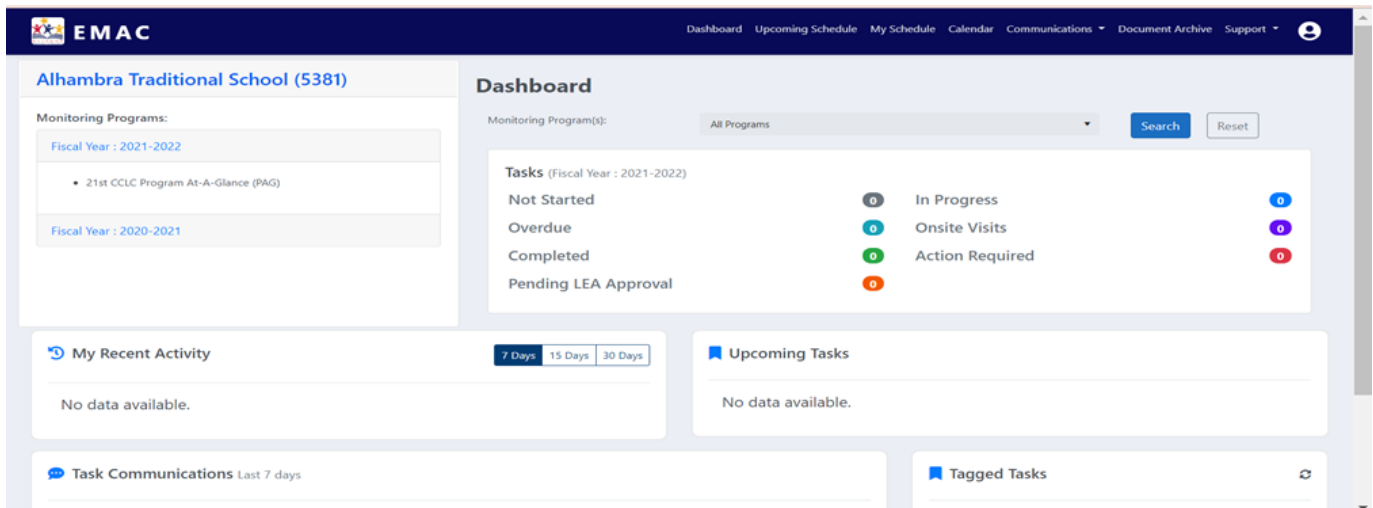 EMAC
Dashboard Upcoming Schedule My Schedule Calendar Communications Document Archive Support
Alhambra Traditional School (5381)
Monitoring Programs:
Fiscal Year : 2021-2022
• 21st CCLC Program At-A-Glance (PAG)
Fiscal Year : 2020-2021
Dashboard
Monitoring Program(s): All Programs Search Reset
Tasks (Fiscal Year : 2021-2022)
Not Started 0 In Progress 0
Overdue 0 Onsite Visits 0
Completed 0 Action Required 0
Pending LEA Approval 0
My Recent Activity 7 Days 15 Days 30 Days
No data available.
Upcoming Tasks
No data available.
Task Communications Last 7 days
Tagged Tasks